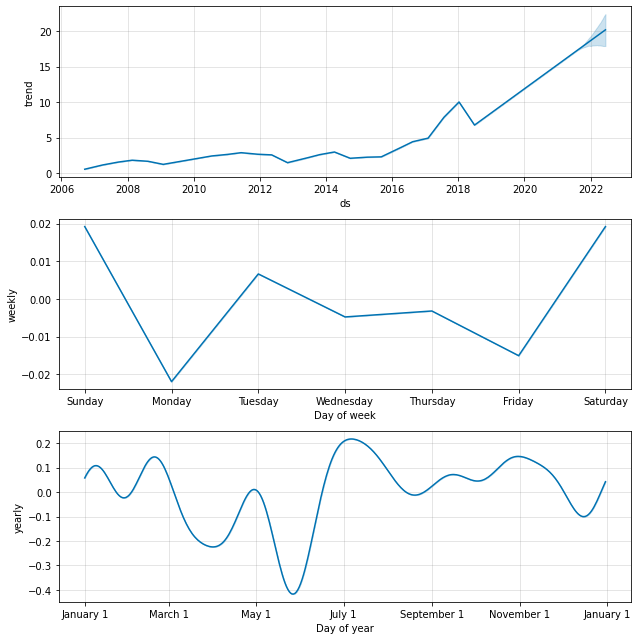 20
15
10
5
0
trend
2006 2008 2010 2012 2014 2016 2018 2020 2022
ds
0.02
0.01
0.00
−0.01
−0.02
weekly
Sunday Monday Tuesday Wednesday Thursday Friday Saturday
Day of week
0.2
0.1
0.0
−0.1
−0.2
−0.3
−0.4
yearly
January 1 March 1 May 1 July 1 September 1 November 1 January 1
Day of year